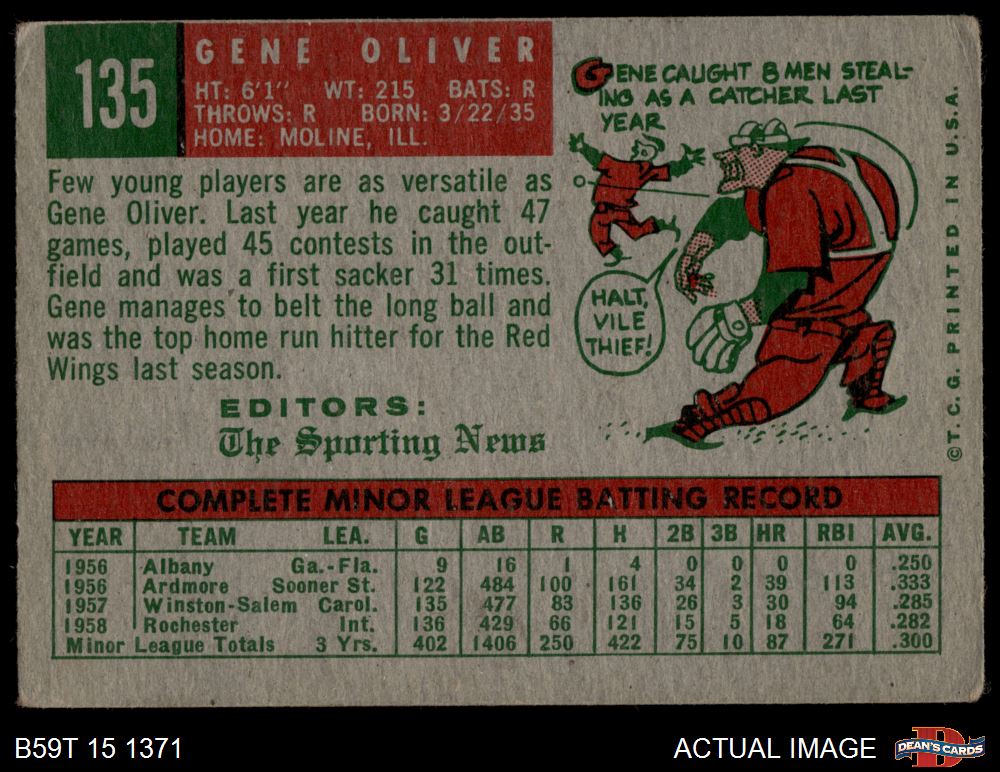 135
GENE OLIVER
HT: 6'1" WT: 215 BATS: R
THROWS: R BORN: 3/22/35
HOME: MOLINE, ILL.
Few young players are as versatile as
Gene Oliver. Last year he caught 47
games, played 45 contests in the out-
field and was a first sacker 31 times.
Gene manages to belt the long ball and
was the top home run hitter for the Red
Wings last season.
EDITORS:
The Sporting News
GENE CAUGHT 8 MEN STEAL-
ING AS A CATCHER LAST
YEAR
HALT,
VILE
THIEF!
©T. C. G. PRINTED IN U.S.A.
COMPLETE MINOR LEAGUE BATTING RECORD
YEAR TEAM LEA. G AB R H 2B 3B HR RBI AVG.
1956 Albany Ga.-Fla. 9 16 1 4 0 0 0 0 .250
1956 Ardmore Sooner St. 122 484 100 161 34 2 39 113 .333
1957 Winston-Salem Carol. 135 477 83 136 26 3 30 94 .285
1958 Rochester Int. 136 429 66 121 15 5 18 64 .282
Minor League Totals 3 Yrs. 402 1406 250 422 75 10 87 271 .300
B59T 15 1371
ACTUAL IMAGE
DEAN'S CARDS